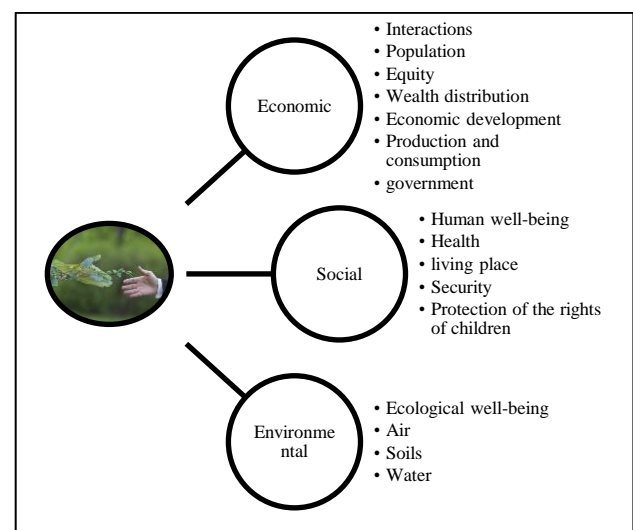 Economic
• Interactions
• Population
• Equity
• Wealth distribution
• Economic development
• Production and
consumption
• government
Social
• Human well-being
• Health
• living place
• Security
• Protection of the rights
of children
Environme
ntal
• Ecological well-being
• Air
• Soils
• Water